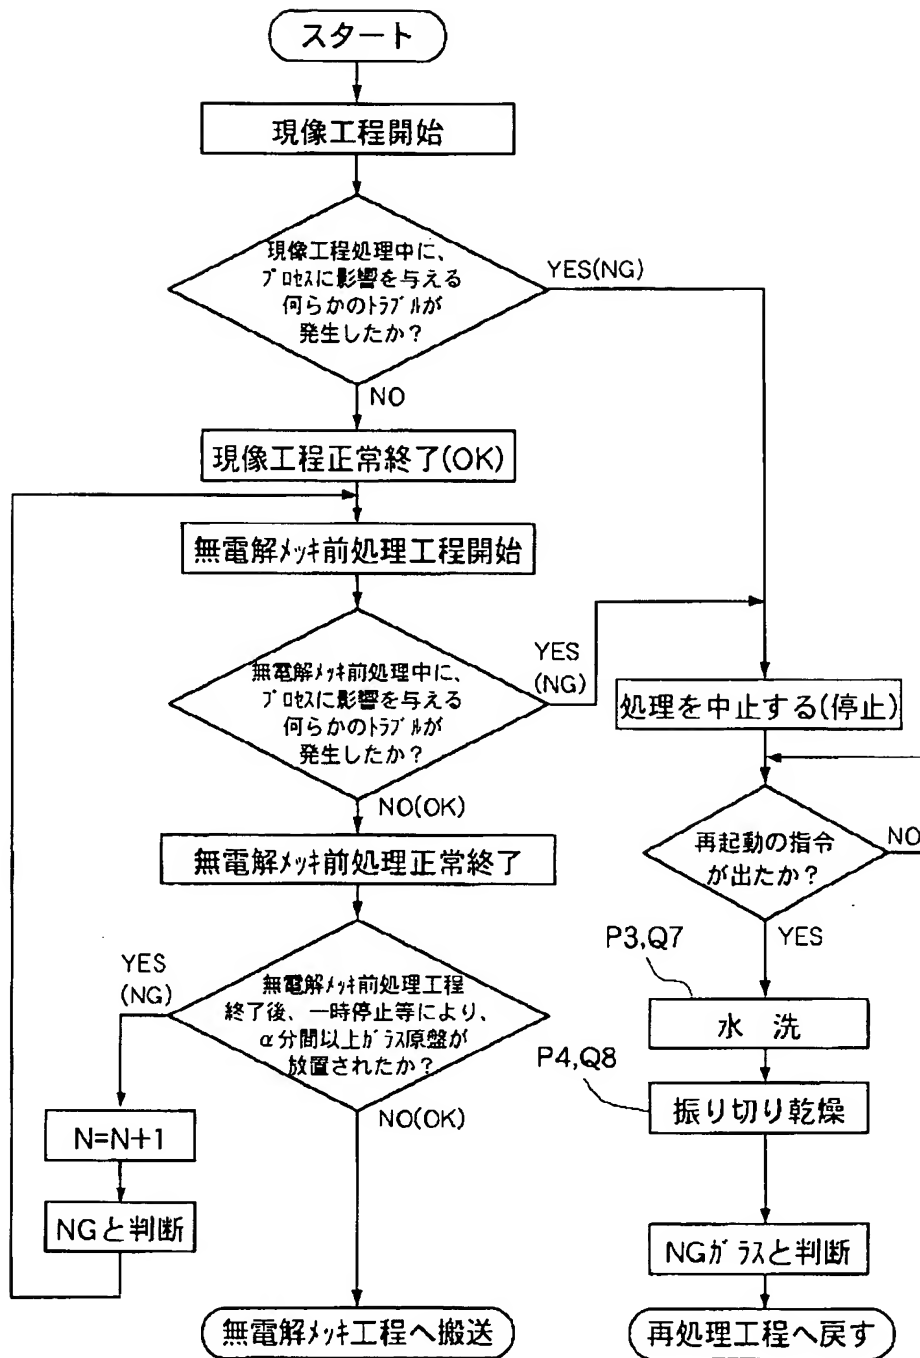 スタート
現像工程開始
現像工程処理中に、
プロセスに影響を与える
何らかのトラブルが
発生したか？
YES(NG)
NO
現像工程正常終了(OK)
無電解メッキ前処理工程開始
無電解メッキ前処理中に、
プロセスに影響を与える
何らかのトラブルが
発生したか？
YES
(NG)
NO(OK)
無電解メッキ前処理正常終了
無電解メッキ前処理工程
終了後、一時停止等により、
α分間以上ガラス原盤が
放置されたか？
YES
(NG)
NO(OK)
N=N+1
NGと判断
無電解メッキ工程へ搬送
処理を中止する(停止)
再起動の指令
が出たか？
NO
YES
P3,Q7
水 洗
P4,Q8
振り切り乾燥
NGガラスと判断
再処理工程へ戻す